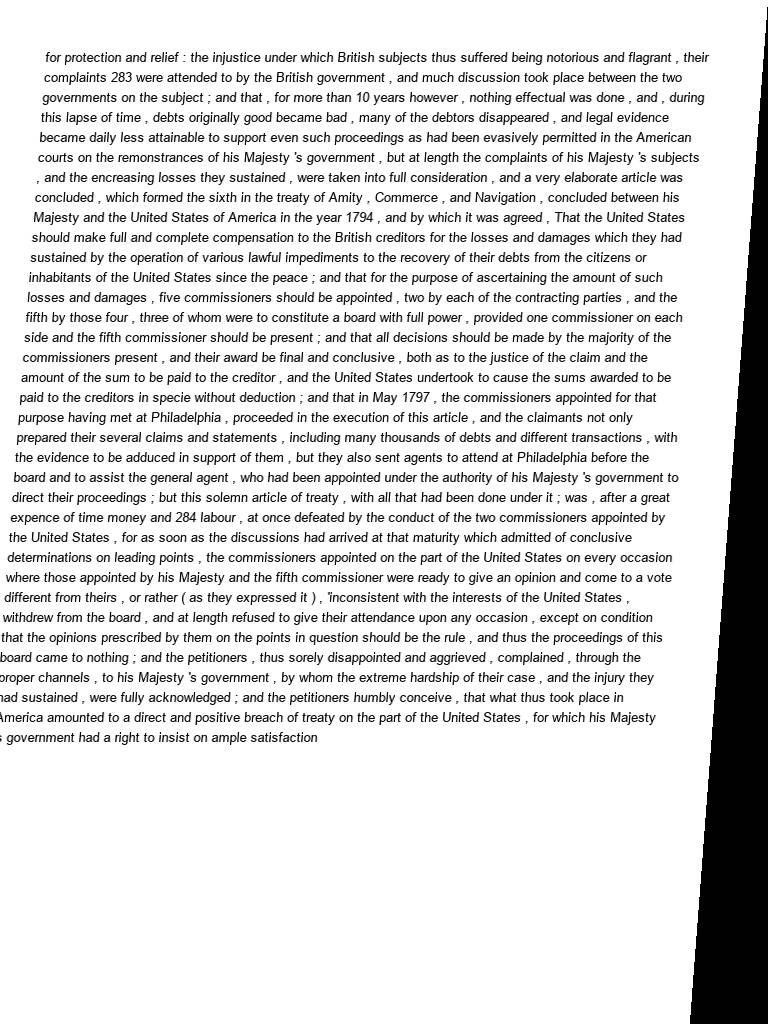 for protection and relief : the injustice under which British subjects thus suffered being notorious and flagrant , their
complaints 283 were attended to by the British government , and much discussion took place between the two
governments on the subject ; and that , for more than 10 years however , nothing effectual was done , and , during
this lapse of time , debts originally good became bad , many of the debtors disappeared , and legal evidence
became daily less attainable to support even such proceedings as had been evasively permitted in the American
courts on the remonstrances of his Majesty 's government , but at length the complaints of his Majesty 's subjects
, and the encreasing losses they sustained , were taken into full consideration , and a very elaborate article was
concluded , which formed the sixth in the treaty of Amity , Commerce , and Navigation , concluded between his
Majesty and the United States of America in the year 1794 , and by which it was agreed , That the United States
should make full and complete compensation to the British creditors for the losses and damages which they had
sustained by the operation of various lawful impediments to the recovery of their debts from the citizens or
inhabitants of the United States since the peace ; and that for the purpose of ascertaining the amount of such
losses and damages , five commissioners should be appointed , two by each of the contracting parties , and the
fifth by those four , three of whom were to constitute a board with full power , provided one commissioner on each
side and the fifth commissioner should be present ; and that all decisions should be made by the majority of the
commissioners present , and their award be final and conclusive , both as to the justice of the claim and the
amount of the sum to be paid to the creditor , and the United States undertook to cause the sums awarded to be
paid to the creditors in specie without deduction ; and that in May 1797 , the commissioners appointed for that
purpose having met at Philadelphia , proceeded in the execution of this article , and the claimants not only
prepared their several claims and statements , including many thousands of debts and different transactions , with
the evidence to be adduced in support of them , but they also sent agents to attend at Philadelphia before the
board and to assist the general agent , who had been appointed under the authority of his Majesty 's government to
direct their proceedings ; but this solemn article of treaty , with all that had been done under it ; was , after a great
expence of time money and 284 labour , at once defeated by the conduct of the two commissioners appointed by
the United States , for as soon as the discussions had arrived at that maturity which admitted of conclusive
determinations on leading points , the commissioners appointed on the part of the United States on every occasion
where those appointed by his Majesty and the fifth commissioner were ready to give an opinion and come to a vote
different from theirs , or rather ( as they expressed it ) , 'inconsistent with the interests of the United States ,
withdrew from the board , and at length refused to give their attendance upon any occasion , except on condition
that the opinions prescribed by them on the points in question should be the rule , and thus the proceedings of this
board came to nothing ; and the petitioners , thus sorely disappointed and aggrieved , complained , through the
proper channels , to his Majesty 's government , by whom the extreme hardship of their case , and the injury they
had sustained , were fully acknowledged ; and the petitioners humbly conceive , that what thus took place in
America amounted to a direct and positive breach of treaty on the part of the United States , for which his Majesty
s government had a right to insist on ample satisfaction